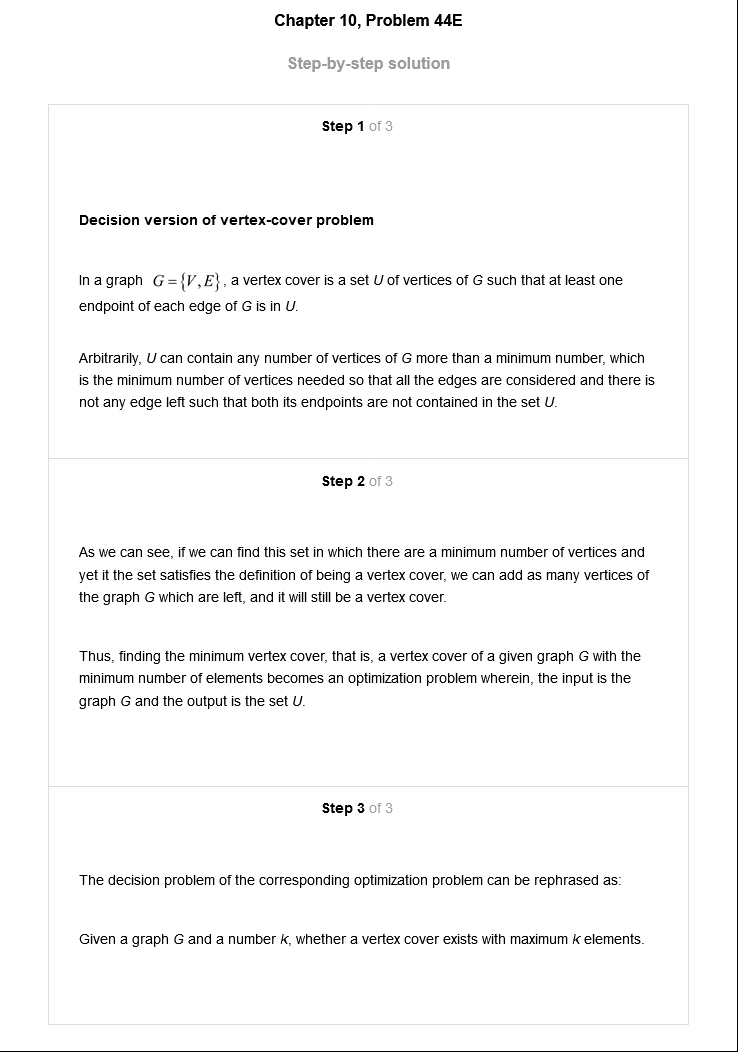 Chapter 10, Problem 44E
Step-by-step solution
Step 1 of 3
Decision version of vertex-cover problem
In a graph G = {V, E}, a vertex cover is a set U of vertices of G such that at least one
endpoint of each edge of G is in U.
Arbitrarily, U can contain any number of vertices of G more than a minimum number, which
is the minimum number of vertices needed so that all the edges are considered and there is
not any edge left such that both its endpoints are not contained in the set U.
Step 2 of 3
As we can see, if we can find this set in which there are a minimum number of vertices and
yet it the set satisfies the definition of being a vertex cover, we can add as many vertices of
the graph G which are left, and it will still be a vertex cover.
Thus, finding the minimum vertex cover, that is, a vertex cover of a given graph G with the
minimum number of elements becomes an optimization problem wherein, the input is the
graph G and the output is the set U.
Step 3 of 3
The decision problem of the corresponding optimization problem can be rephrased as:
Given a graph G and a number k, whether a vertex cover exists with maximum k elements.